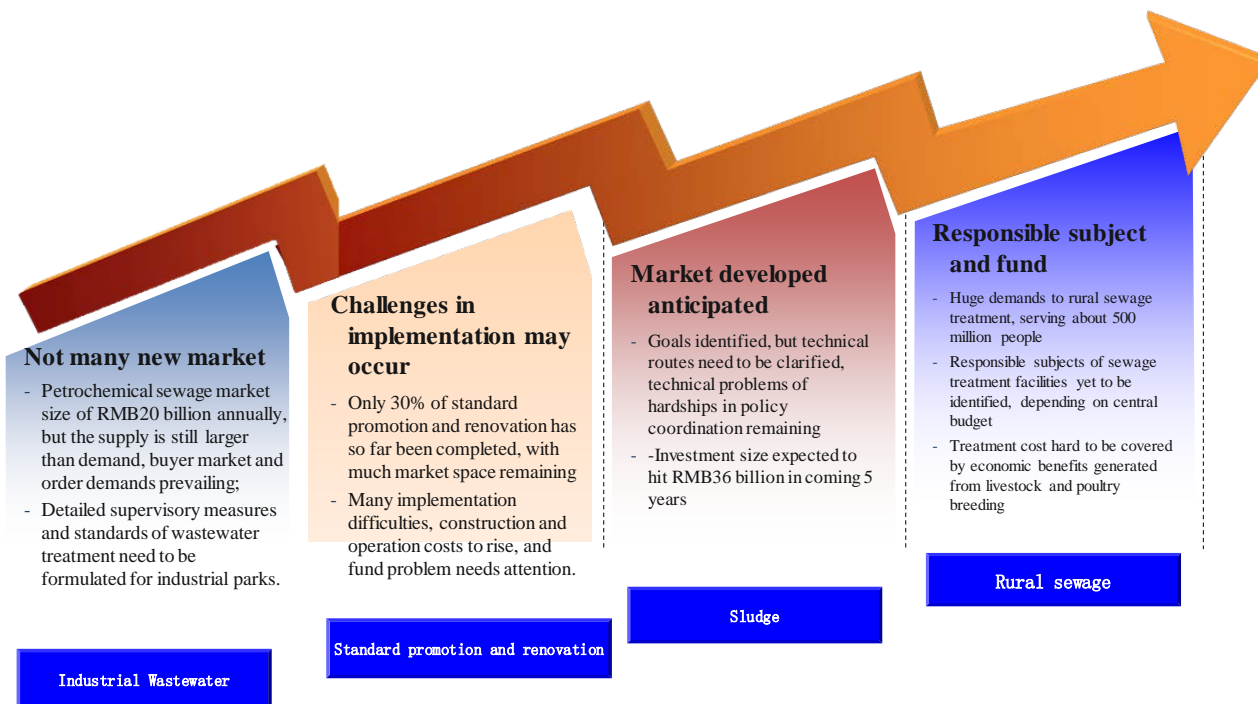 Not many new market
- Petrochemical sewage market
size of RMB20 billion annually,
but the supply is still larger
than demand, buyer market and
order demands prevailing;
- Detailed supervisory measures
and standards of wastewater
treatment need to be
formulated for industrial parks.
Industrial Wastewater
Challenges in
implementation may
occur
- Only 30% of standard
promotion and renovation has
so far been completed, with
much market space remaining
- Many implementation
difficulties, construction and
operation costs to rise, and
fund problem needs attention.
Standard promotion and renovation
Market developed
anticipated
- Goals identified, but technical
routes need to be clarified,
technical problems of
hardships in policy
coordination remaining
- -Investment size expected to
hit RMB36 billion in coming 5
years
Sludge
Responsible subject
and fund
- Huge demands to rural sewage
treatment, serving about 500
million people
- Responsible subjects of sewage
treatment facilities yet to be
identified, depending on central
budget
- Treatment cost hard to be covered
by economic benefits generated
from livestock and poultry
breeding
Rural sewage